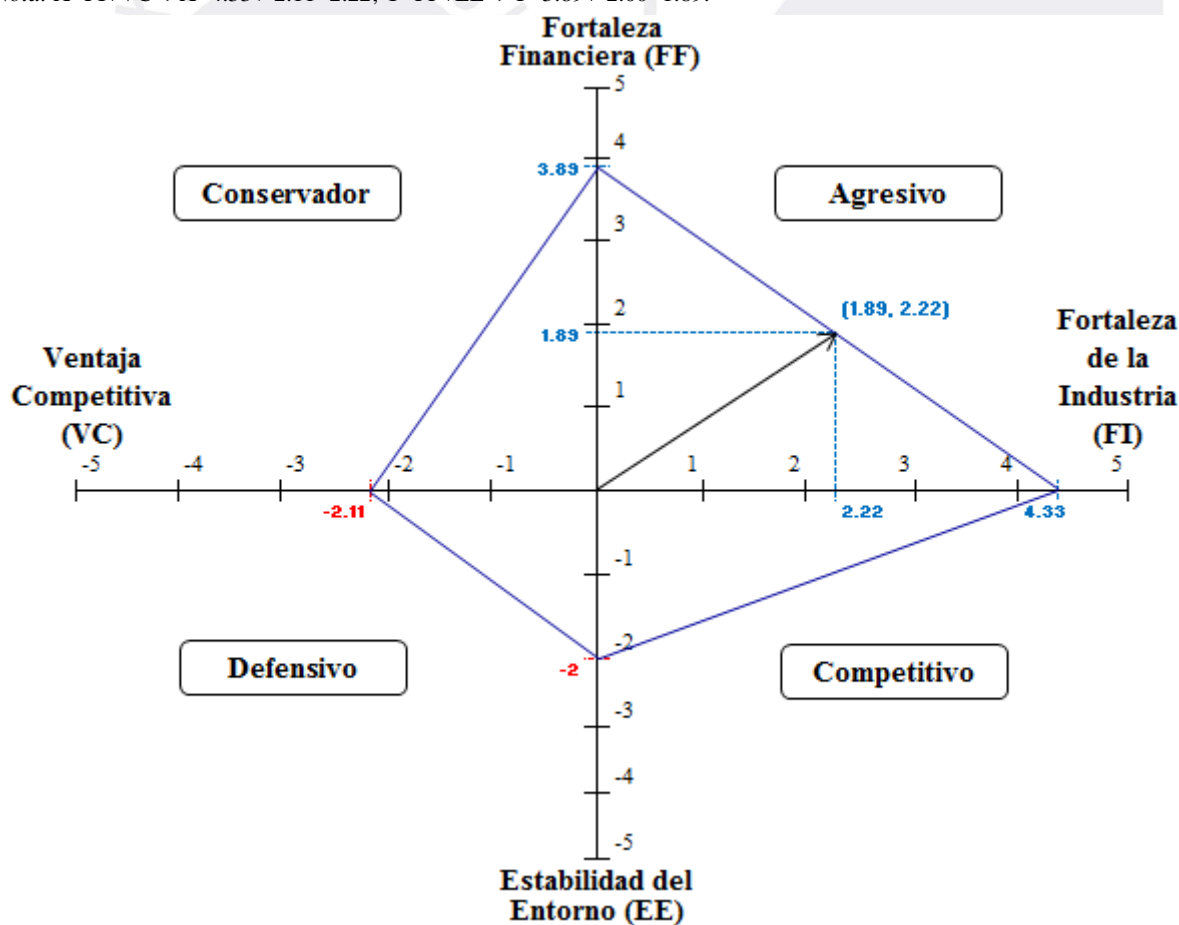 Fortaleza
Financiera (FF)
5
4
3.89
Conservador
Agresivo
3
2
(1.89, 2.22)
1.89
Fortaleza
de la
Industria
(FI)
Ventaja
Competitiva
(VC)
1
-5 -4 -3 -2 -1 1 2 3 4 5
-2.11 2.22 4.33
-1
-2
-2
Defensivo
Competitivo
-3
-4
-5
Estabilidad del
Entorno (EE)